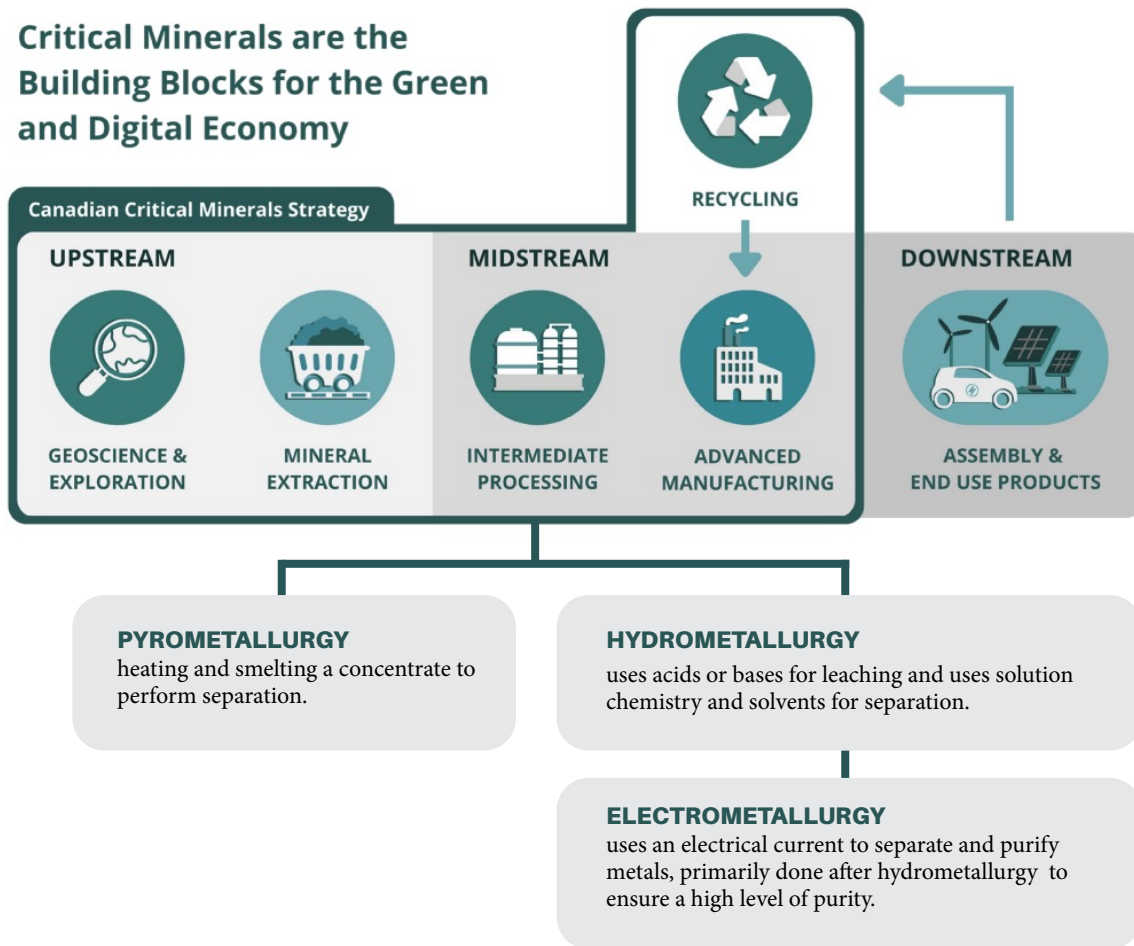 Critical Minerals are the
Building Blocks for the Green
and Digital Economy
RECYCLING
Canadian Critical Minerals Strategy
UPSTREAM
MIDSTREAM
DOWNSTREAM
GEOSCIENCE &
EXPLORATION
MINERAL
EXTRACTION
INTERMEDIATE
PROCESSING
ADVANCED
MANUFACTURING
ASSEMBLY &
END USE PRODUCTS
PYROMETALLURGY
heating and smelting a concentrate to
perform separation.
HYDROMETALLURGY
uses acids or bases for leaching and uses solution
chemistry and solvents for separation.
ELECTROMETALLURGY
uses an electrical current to separate and purify
metals, primarily done after hydrometallurgy to
ensure a high level of purity.